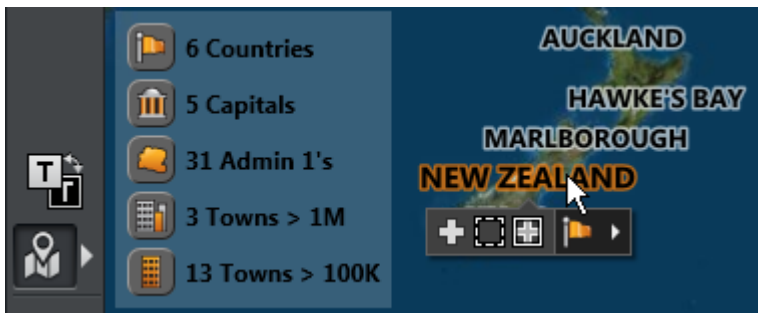 6 Countries
5 Capitals
31 Admin 1's
3 Towns > 1M
13 Towns > 100K
AUCKLAND
HAWKE'S BAY
MARLBOROUGH
NEW ZEALAND
T
T